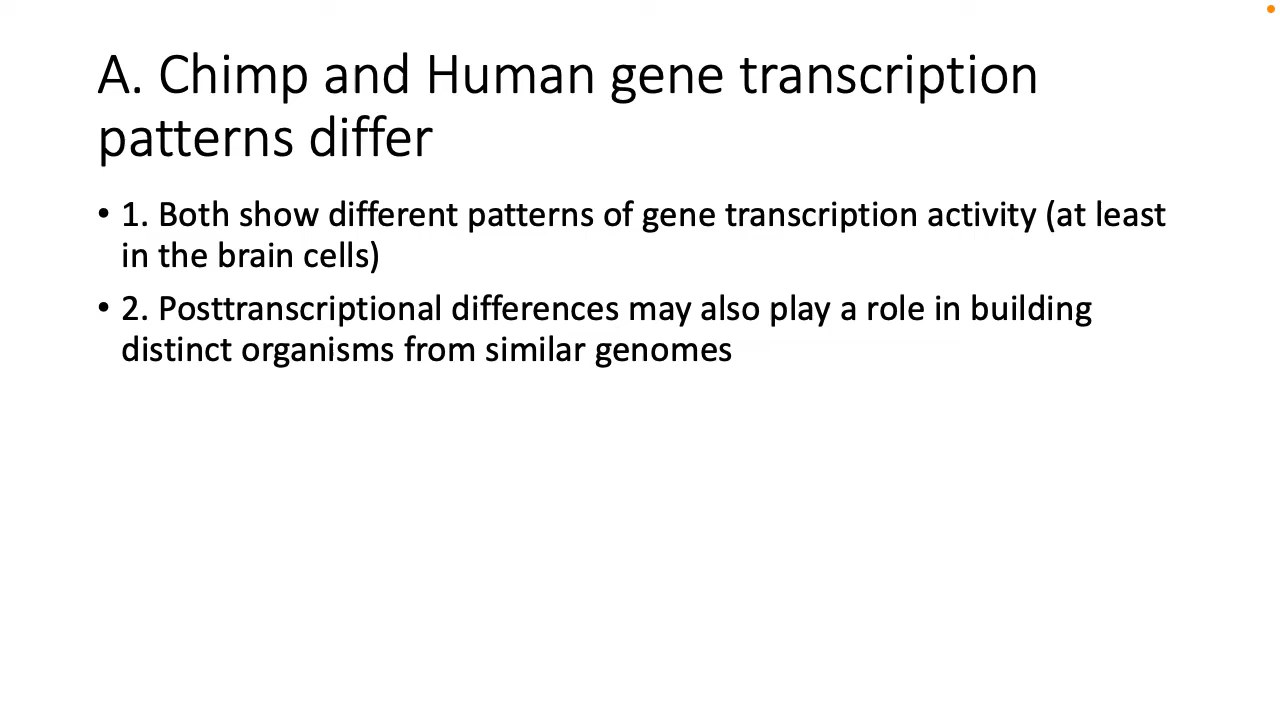 A. Chimp and Human gene transcription
patterns differ
• 1. Both show different patterns of gene transcription activity (at least
in the brain cells)
• 2. Posttranscriptional differences may also play a role in building
distinct organisms from similar genomes